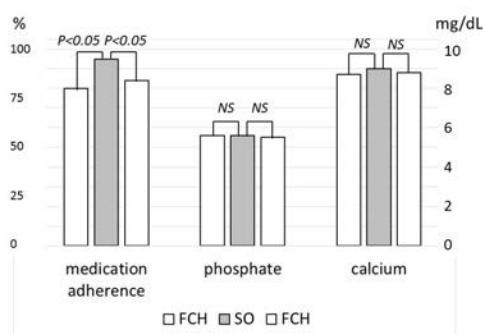 % mg/dL
P<0.05 P<0.05
NS NS
NS NS
100
75
50
25
0
10
8
6
4
2
0
medication
adherence
phosphate
calcium
FCH SO FCH